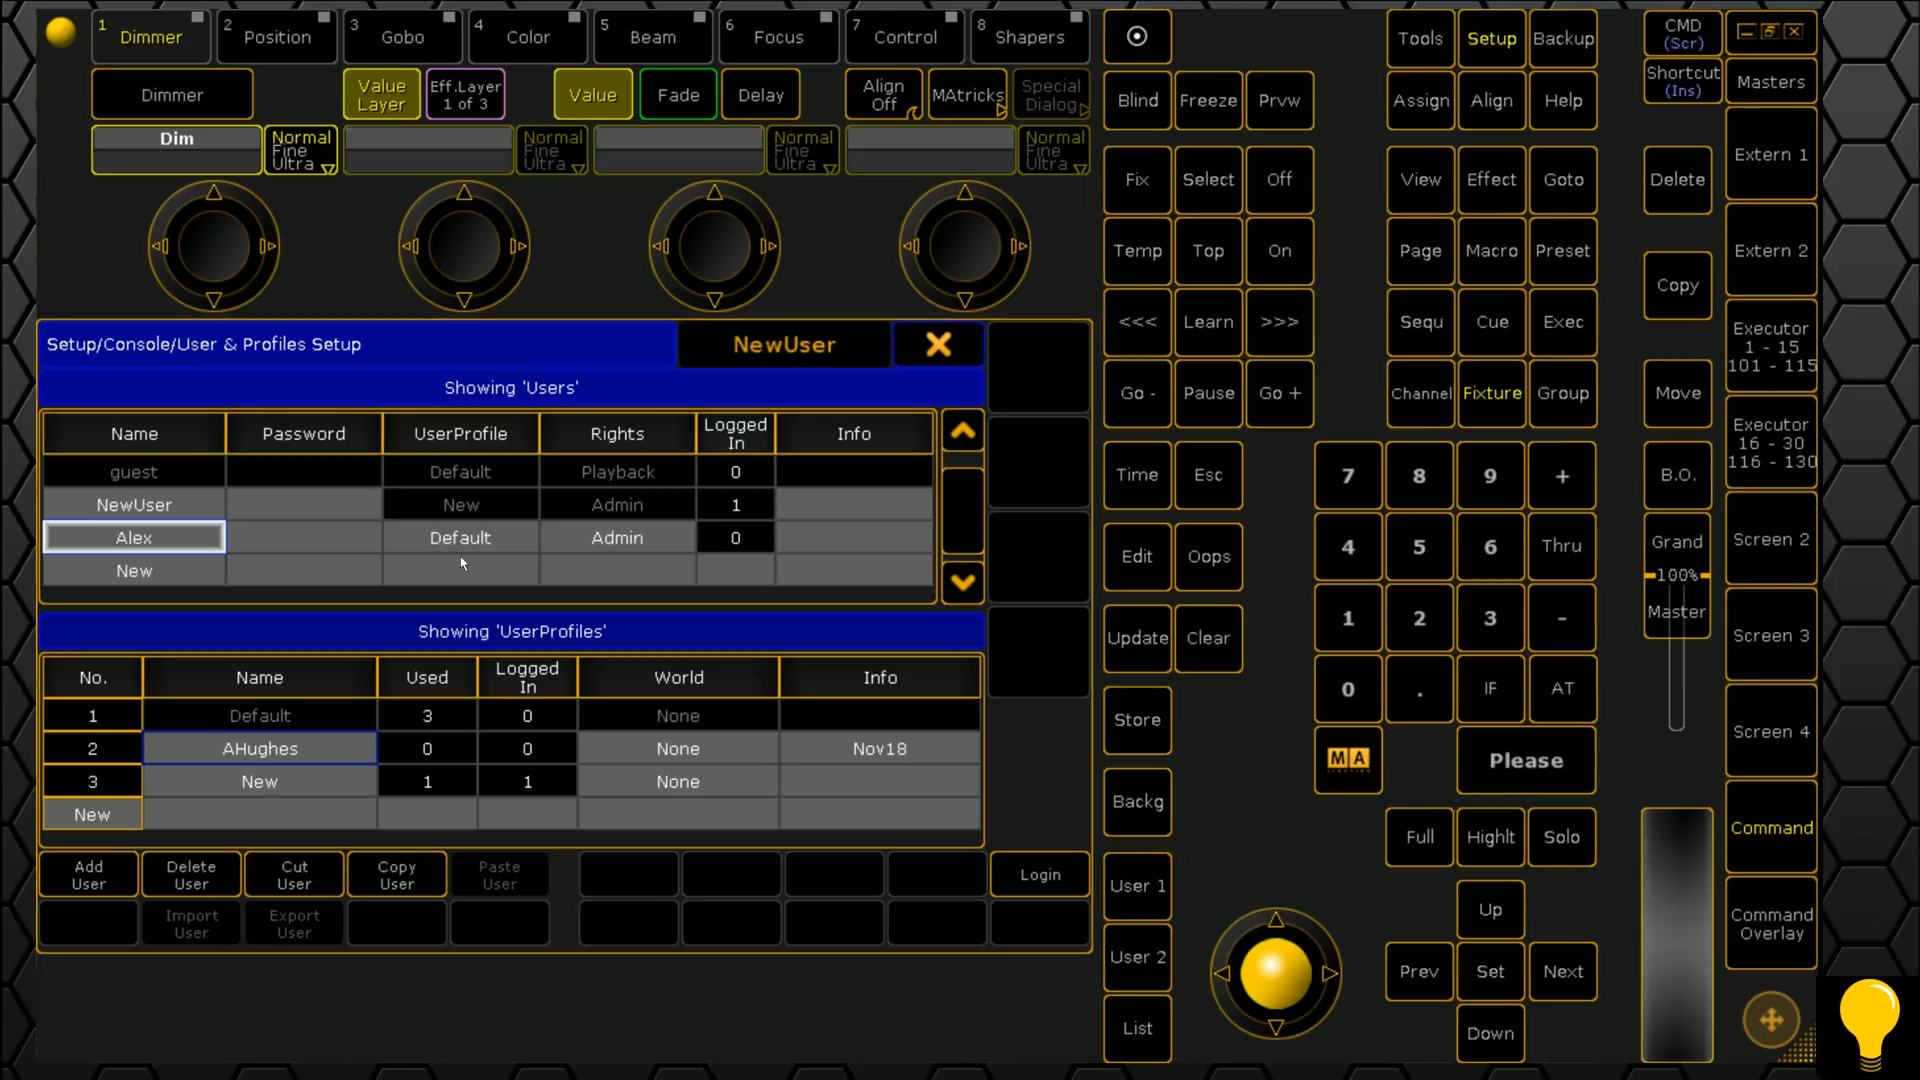 1 Dimmer
2 Position
3 Gobo
4 Color
5 Beam
6 Focus
7 Control
8 Shapers
Dimmer
Value
Layer
Eff.Layer
1 of 3
Value
Fade
Delay
Align
Off
MAtricks
Special
Dialog
Dim
Normal
Fine
Ultra
Normal
Fine
Ultra
Normal
Fine
Ultra
Normal
Fine
Ultra
Setup/Console/User & Profiles Setup
NewUser
Showing 'Users'
Name Password UserProfile Rights Logged In Info
guest Default Playback 0
NewUser New Admin 1
Alex Default Admin 0
New
Showing 'UserProfiles'
No. Name Used Logged In World Info
1 Default 3 0 None
2 AHughes 0 0 None Nov18
3 New 1 1 None
New
Add
User
Delete
User
Cut
User
Copy
User
Paste
User
Login
Import
User
Export
User
Tools Setup Backup
Blind Freeze Prvw Assign Align Help
Fix Select Off View Effect Goto
Temp Top On Page Macro Preset
<<< Learn >>> Sequ Cue Exec
Go - Pause Go + Channel Fixture Group
Time Esc 7 8 9 +
Edit Oops 4 5 6 Thru
Update Clear 1 2 3 -
Store 0 . IF AT
Backg MA Please
Full Highlt Solo
User 1
Up
User 2 Prev Set Next
List Down
CMD
(Scr)
Shortcut
(Ins)
Delete
Copy
Move
B.O.
Grand
100%
Master
Masters
Extern 1
Extern 2
Executor
1 - 15
101 - 115
Executor
16 - 30
116 - 130
Screen 2
Screen 3
Screen 4
Command
Command
Overlay